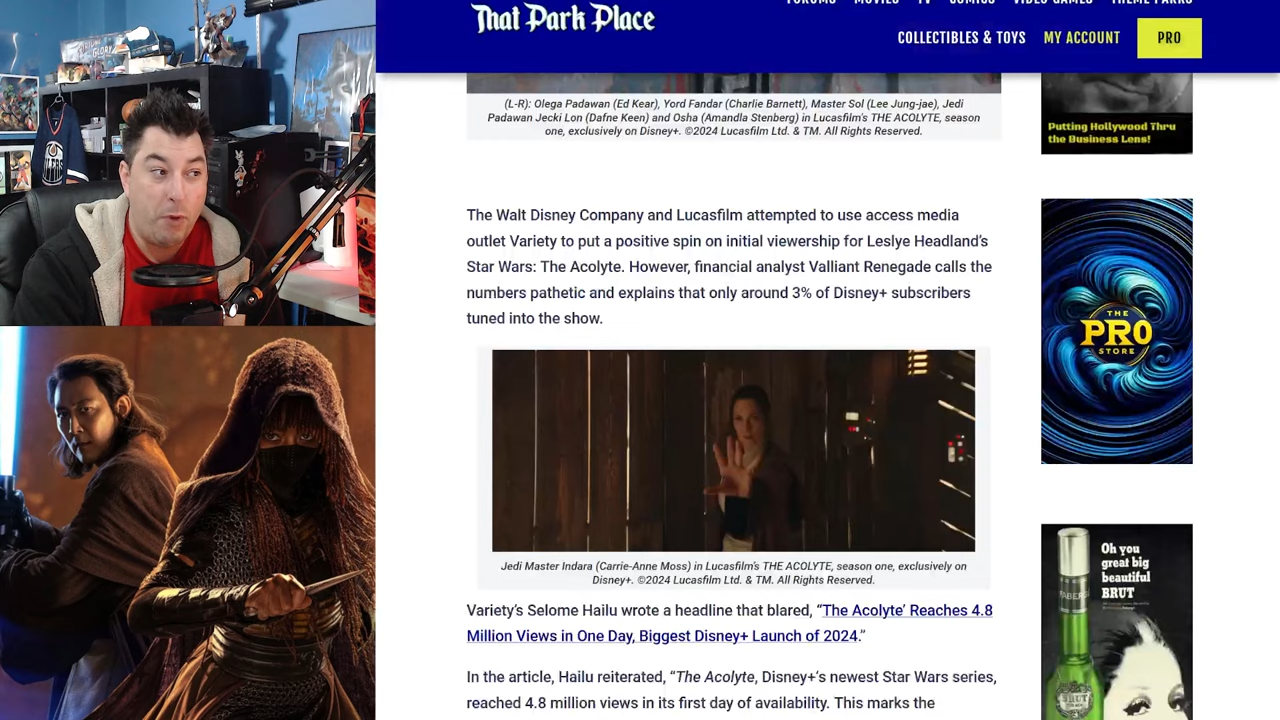 That Park Place
FORUMS MOVIES TV COMICS VIDEO GAMES THEME PARKS
COLLECTIBLES & TOYS MY ACCOUNT PRO
(L-R): Olega Padawan (Ed Kear), Yord Fandar (Charlie Barnett), Master Sol (Lee Jung-jae), Jedi
Padawan Jecki Lon (Dafne Keen) and Osha (Amandla Stenberg) in Lucasfilm's THE ACOLYTE, season
one, exclusively on Disney+. ©2024 Lucasfilm Ltd. & TM. All Rights Reserved.
The Walt Disney Company and Lucasfilm attempted to use access media
outlet Variety to put a positive spin on initial viewership for Leslye Headland’s
Star Wars: The Acolyte. However, financial analyst Valliant Renegade calls the
numbers pathetic and explains that only around 3% of Disney+ subscribers
tuned into the show.
Jedi Master Indara (Carrie-Anne Moss) in Lucasfilm's THE ACOLYTE, season one, exclusively on
Disney+. ©2024 Lucasfilm Ltd. & TM. All Rights Reserved.
Variety’s Selome Hailu wrote a headline that blared, “The Acolyte’ Reaches 4.8
Million Views in One Day, Biggest Disney+ Launch of 2024.”
In the article, Hailu reiterated, “The Acolyte, Disney+‘s newest Star Wars series,
reached 4.8 million views in its first day of availability. This marks the
Putting Hollywood Thru
the Business Lens!
THE
PRO
STORE
Oh you
great big
beautiful
BRUT
FABERGE
BRUT
GLORY
OILERS